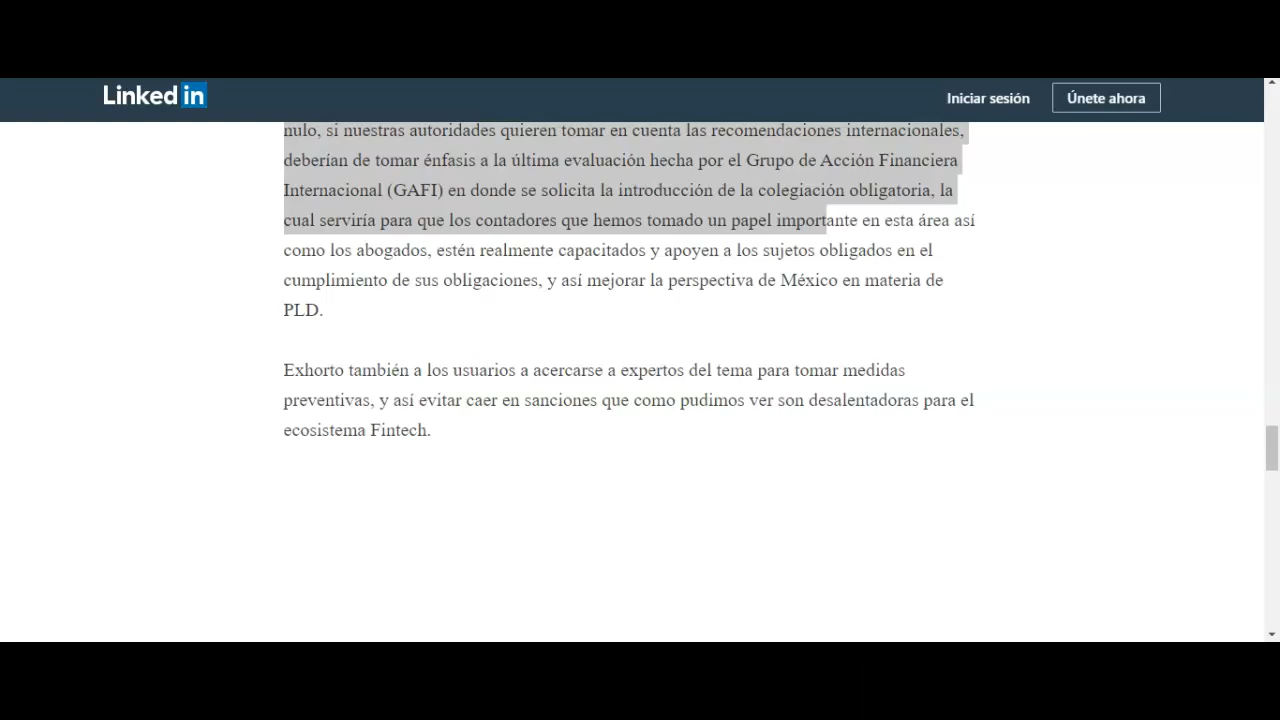 Linked in
Iniciar sesión
Únete ahora
nulo, si nuestras autoridades quieren tomar en cuenta las recomendaciones internacionales,
deberían de tomar énfasis a la última evaluación hecha por el Grupo de Acción Financiera
Internacional (GAFI) en donde se solicita la introducción de la colegiación obligatoria, la
cual serviría para que los contadores que hemos tomado un papel importante en esta área así
como los abogados, estén realmente capacitados y apoyen a los sujetos obligados en el
cumplimiento de sus obligaciones, y así mejorar la perspectiva de México en materia de
PLD.
Exhorto también a los usuarios a acercarse a expertos del tema para tomar medidas
preventivas, y así evitar caer en sanciones que como pudimos ver son desalentadoras para el
ecosistema Fintech.